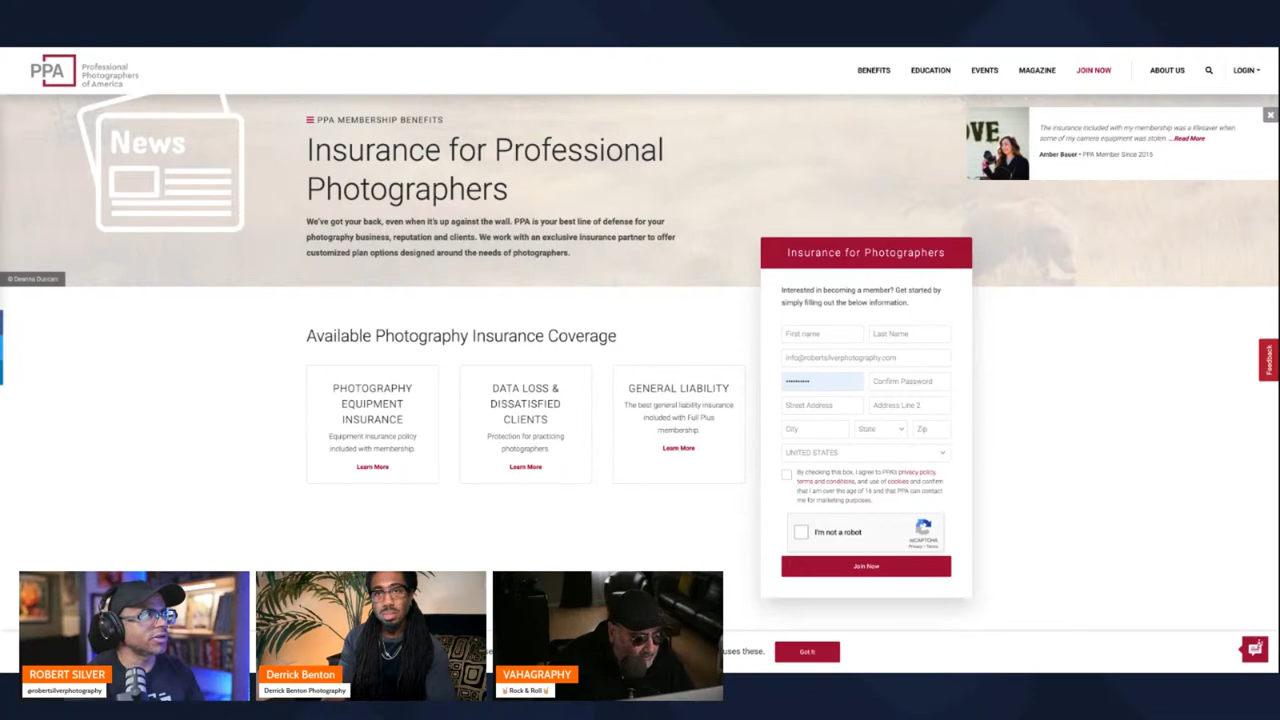 PPA
Professional
Photographers
of America
BENEFITS
EDUCATION
EVENTS
MAGAZINE
JOIN NOW
ABOUT US
LOGIN
News
PPA MEMBERSHIP BENEFITS
Insurance for Professional
Photographers
We've got your back, even when it's up against the wall. PPA is your best line of defense for your
photography business, reputation and clients. We work with an exclusive insurance partner to offer
customized plan options designed around the needs of photographers.
OVE
The insurance included with my membership was a lifesaver when
some of my camera equipment was stolen. ...Read More
Amber Bauer • PPA Member Since 2015
© Deanna Duncan
Insurance for Photographers
Interested in becoming a member? Get started by
simply filling out the below information.
First name
Last Name
info@robertsilverphotography.com
••••••••••
Confirm Password
Street Address
Address Line 2
City
State
Zip
UNITED STATES
By checking this box, I agree to PPA's privacy policy,
terms and conditions, and use of cookies and confirm
that I am over the age of 16 and that PPA can contact
me for marketing purposes.
I'm not a robot
reCAPTCHA
Privacy - Terms
Join Now
Feedback
Available Photography Insurance Coverage
PHOTOGRAPHY
EQUIPMENT
INSURANCE
Equipment insurance policy
included with membership.
Learn More
DATA LOSS &
DISSATISFIED
CLIENTS
Protection for practicing
photographers
Learn More
GENERAL LIABILITY
The best general liability insurance
included with Full Plus
membership.
Learn More
uses these.
Got It
ROBERT SILVER
@robertsilverphotography
Derrick Benton
Derrick Benton Photography
VAHAGRAPHY
🤘Rock & Roll🤘